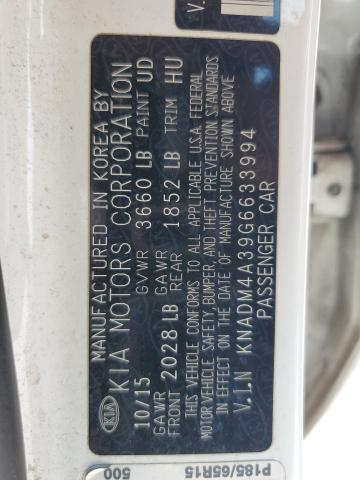 MANUFACTURED IN KOREA BY
KIA KIA MOTORS CORPORATION
10/15 GVWR 3660 LB PAINT UD
GAWR FRONT 2028 LB GAWR REAR 1852 LB TRIM HU
THIS VEHICLE CONFORMS TO ALL APPLICABLE U.S.A. FEDERAL
MOTOR VEHICLE SAFETY, BUMPER, AND THEFT PREVENTION STANDARDS
IN EFFECT ON THE DATE OF MANUFACTURE SHOWN ABOVE
V.I.N KNADM4A39G6633994
PASSENGER CAR
500 P185/65R15
V.